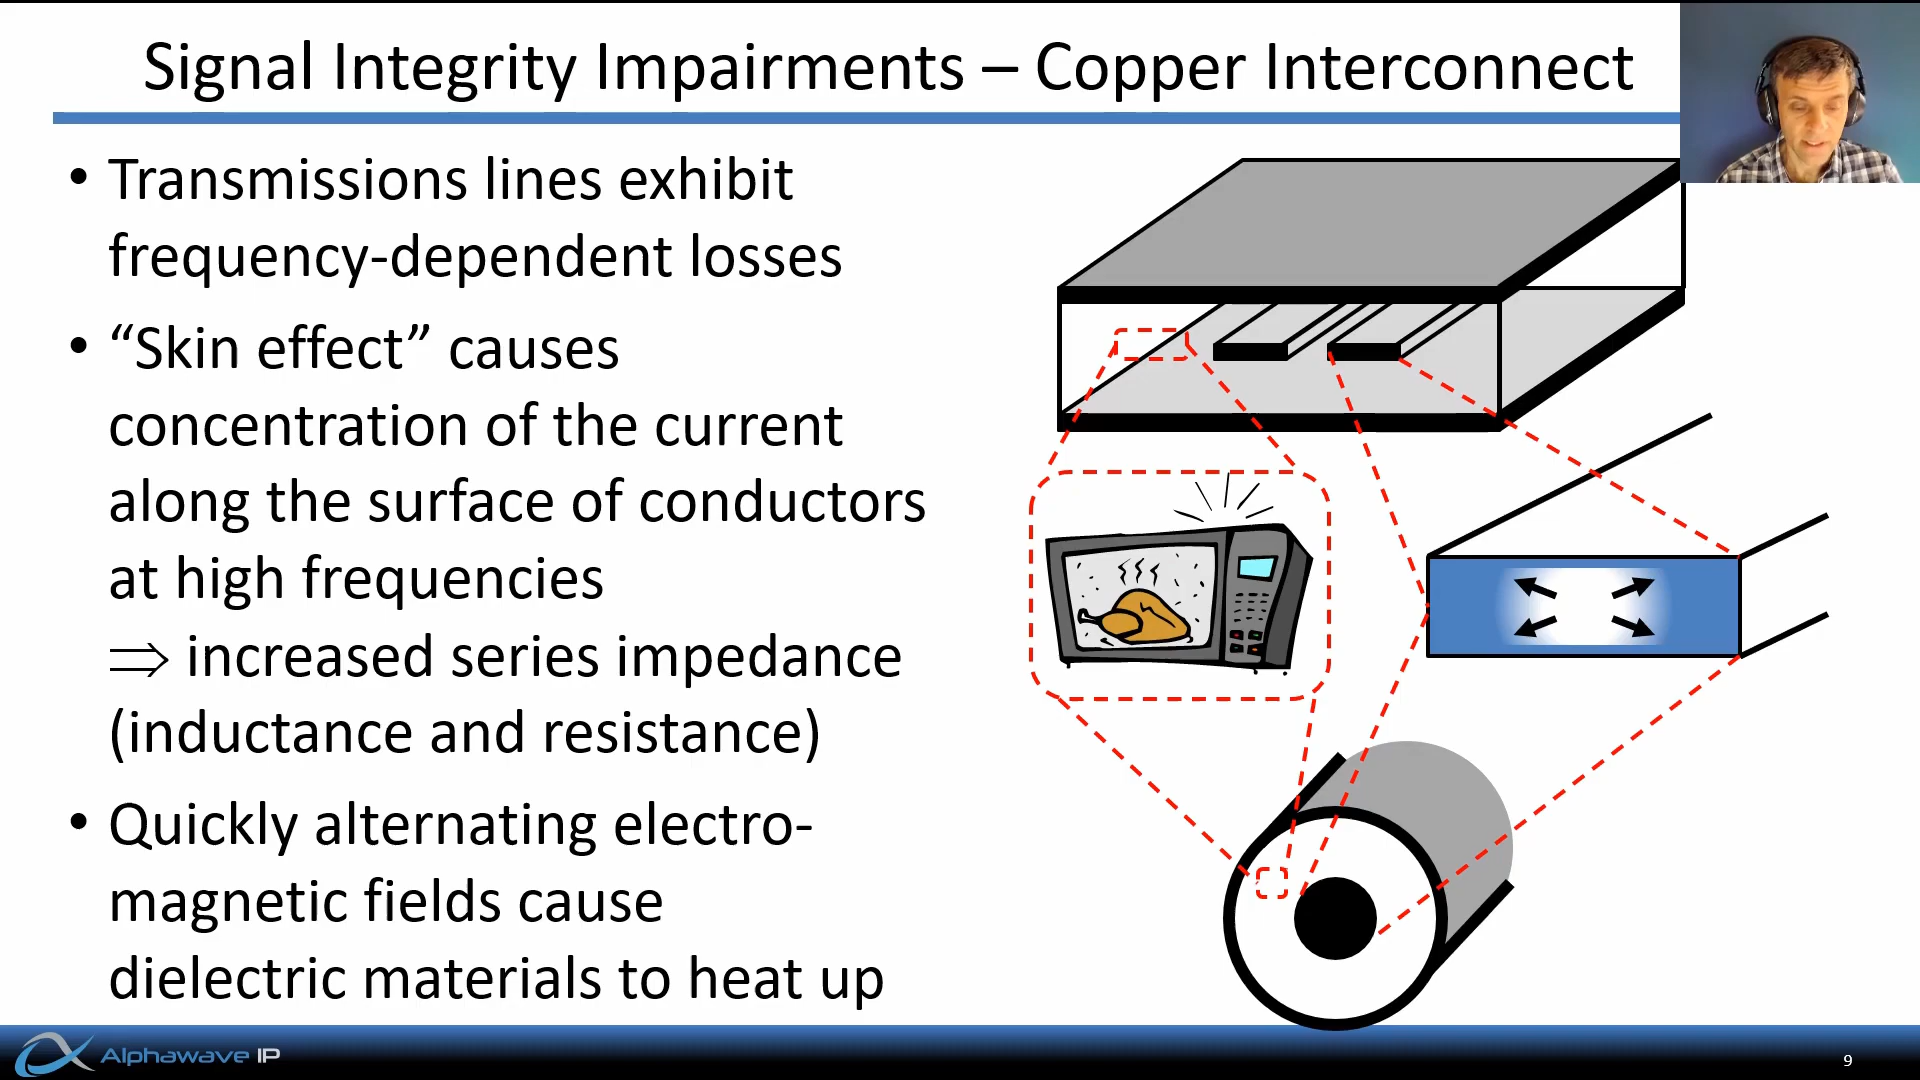 Signal Integrity Impairments – Copper Interconnect
• Transmissions lines exhibit
frequency-dependent losses
• “Skin effect” causes
concentration of the current
along the surface of conductors
at high frequencies
⇒ increased series impedance
(inductance and resistance)
• Quickly alternating electro-
magnetic fields cause
dielectric materials to heat up
Alphawave IP
9